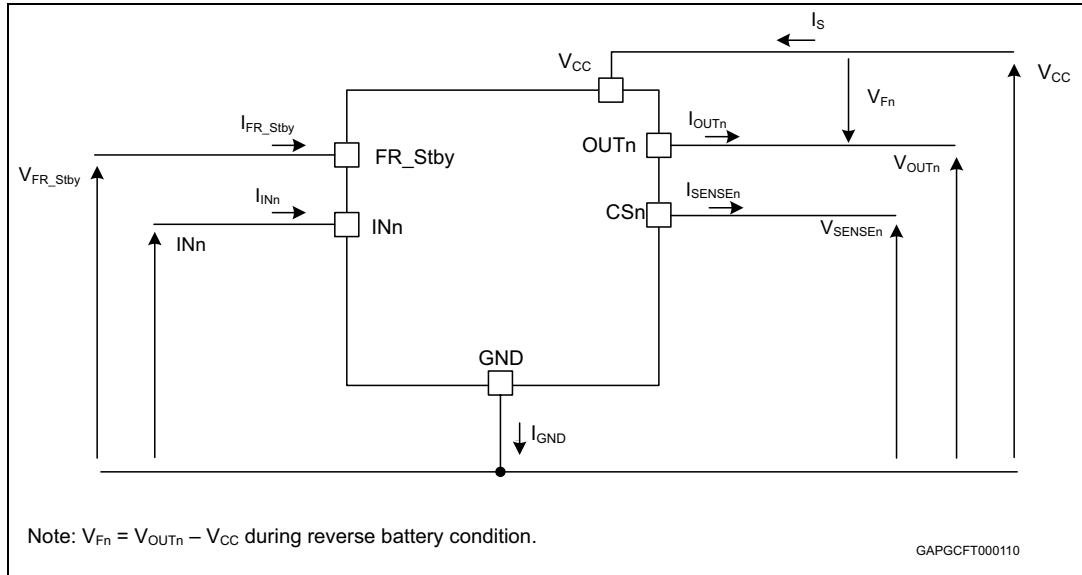 I_S
V_CC
V_CC
V_Fn
I_FR_Stby
I_OUTn
FR_Stby
OUTn
V_FR_Stby
V_OUTn
I_INn
I_SENSEn
CSn
INn
INn
V_SENSEn
GND
I_GND
Note: V_Fn = V_OUTn – V_CC during reverse battery condition.
GAPGCFT000110